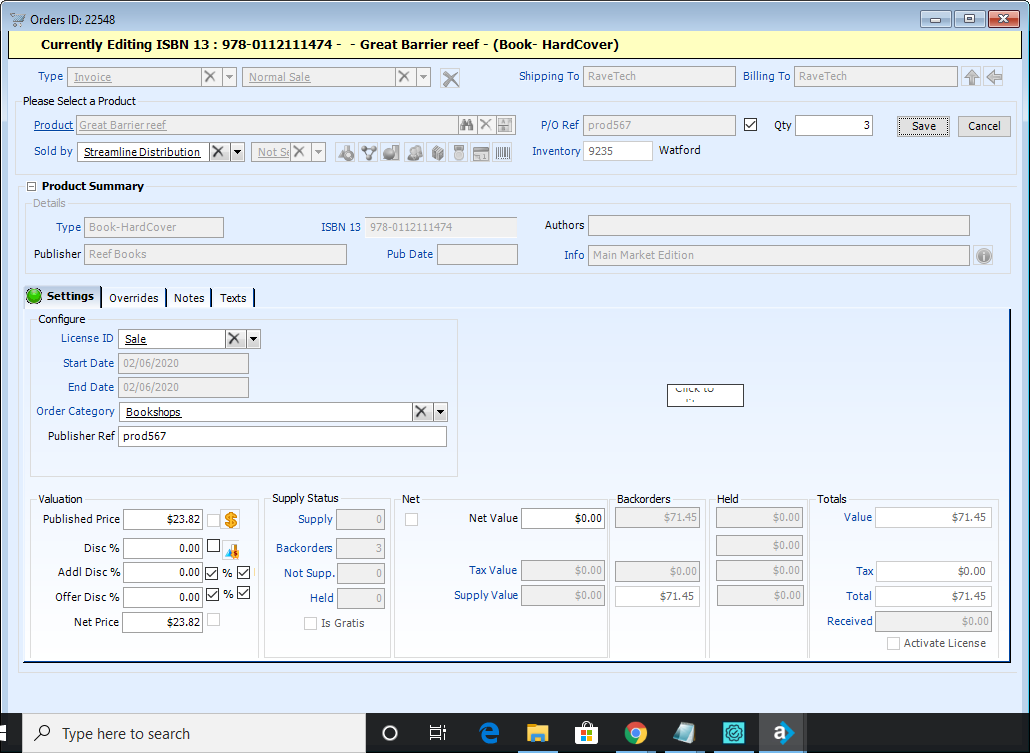 Orders ID: 22548
Currently Editing ISBN 13 : 978-0112111474 - - Great Barrier reef - (Book- HardCover)
Type Invoice Normal Sale Shipping To RaveTech Billing To RaveTech
Please Select a Product
Product Great Barrier reef P/O Ref prod567 Qty 3 Save Cancel
Sold by Streamline Distribution Not Se Inventory 9235 Watford
Product Summary
Details
Type Book-HardCover ISBN 13 978-0112111474 Authors
Publisher Reef Books Pub Date Info Main Market Edition
Settings Overrides Notes Texts
Configure
License ID Sale
Start Date 02/06/2020
End Date 02/06/2020
Click to
Order Category Bookshops
Publisher Ref prod567
Valuation Supply Status Net Backorders Held Totals
Published Price $23.82 Supply 0 Net Value $0.00 $71.45 $0.00 Value $71.45
Disc % 0.00 Backorders 3 $0.00
Addl Disc % 0.00 % Not Supp. 0 Tax Value $0.00 $0.00 $0.00 Tax $0.00
Offer Disc % 0.00 % Held 0 Supply Value $0.00 $71.45 $0.00 Total $71.45
Net Price $23.82 Is Gratis Received $0.00
Activate License
Type here to search